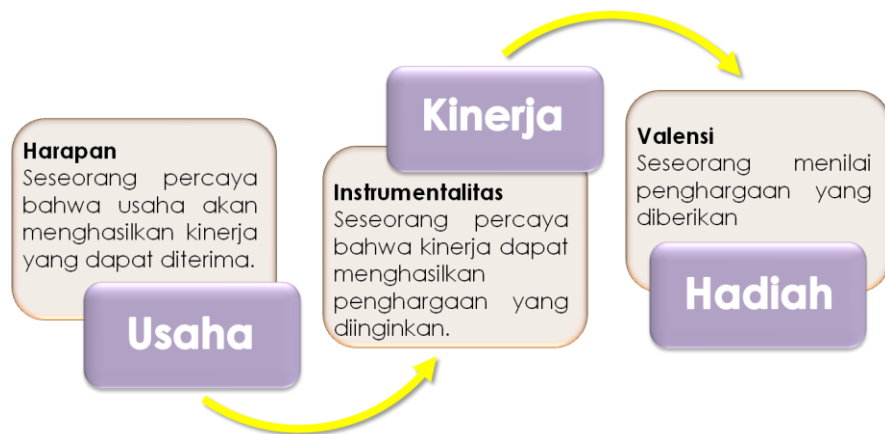 Harapan
Seseorang percaya
bahwa usaha akan
menghasilkan kinerja
yang dapat diterima.
Usaha
Kinerja
Instrumentalitas
Seseorang percaya
bahwa kinerja dapat
menghasilkan
penghargaan yang
diinginkan.
Valensi
Seseorang menilai
penghargaan yang
diberikan
Hadiah